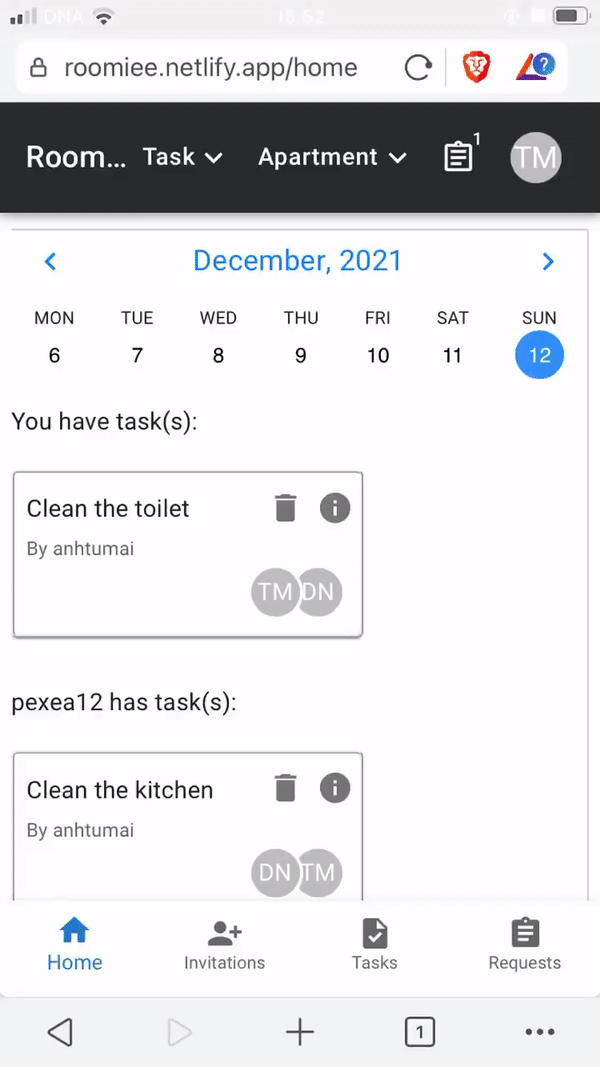 DNA 15.52
roomiee.netlify.app/home ?
Room... Task Apartment 1 TM
December, 2021
MON TUE WED THU FRI SAT SUN
6 7 8 9 10 11 12
You have task(s):
Clean the toilet
By anhtumai
TM DN
pexea12 has task(s):
Clean the kitchen
By anhtumai
DN TM
Home Invitations Tasks Requests
1